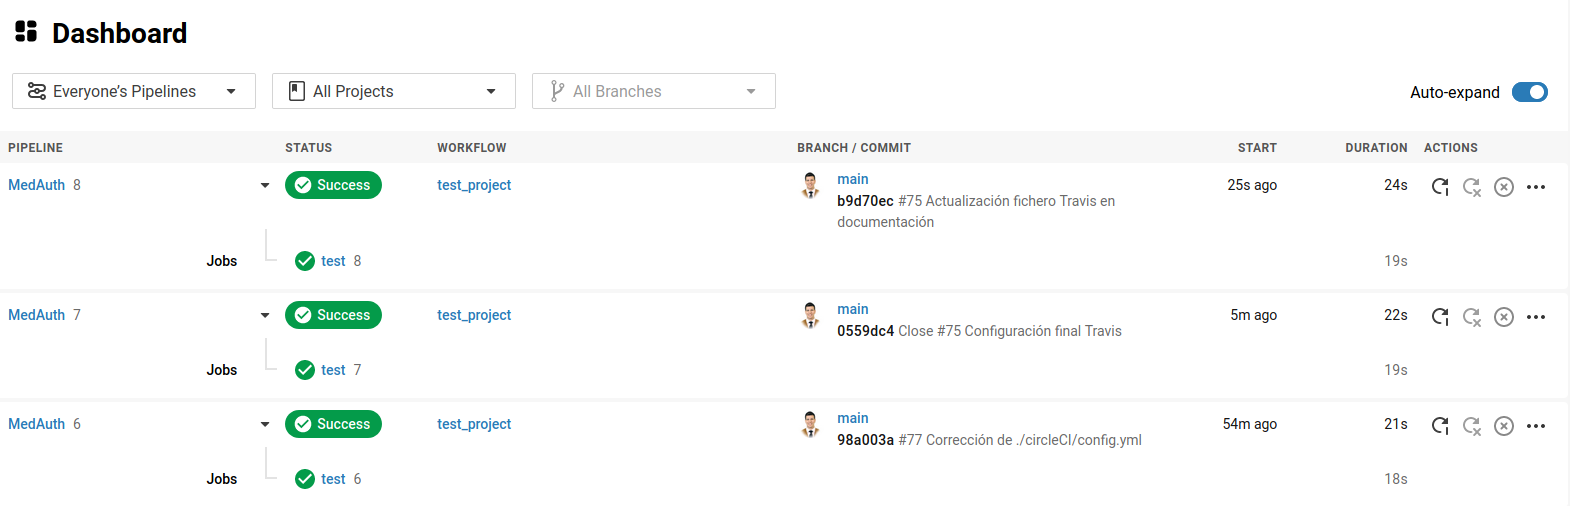 Dashboard
Everyone’s Pipelines All Projects All Branches Auto-expand
PIPELINE STATUS WORKFLOW BRANCH / COMMIT START DURATION ACTIONS
MedAuth 8 Success test_project main 25s ago 24s
b9d70ec #75 Actualización fichero Travis en
documentación
Jobs test 8 19s
MedAuth 7 Success test_project main 5m ago 22s
0559dc4 Close #75 Configuración final Travis
Jobs test 7 19s
MedAuth 6 Success test_project main 54m ago 21s
98a003a #77 Corrección de ./circleCI/config.yml
Jobs test 6 18s